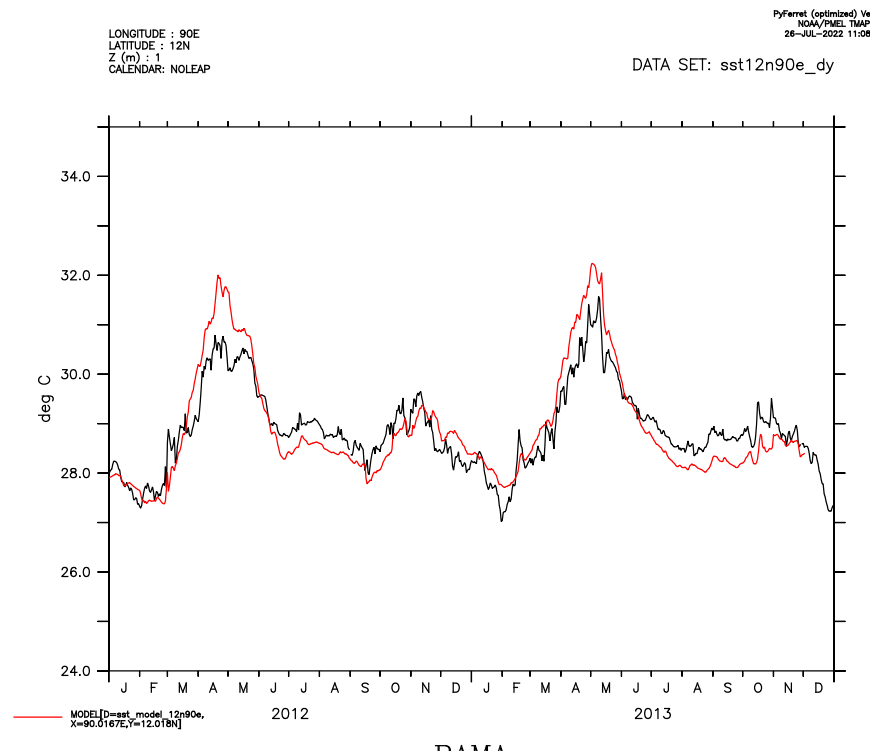 PyFerret (optimized) Ve
NOAA/PMEL TMAP
26-JUL-2022 11:08
LONGITUDE : 90E
LATITUDE : 12N
Z (m) : 1
CALENDAR: NOLEAP
DATA SET: sst12n90e_dy
34.0
32.0
30.0
28.0
26.0
24.0
deg C
J F M A M J J A S O N D J F M A M J J A S O N D
2012 2013
MODEL[D=sst_model_12n90e,
X=90.0167E,Y=12.018N]